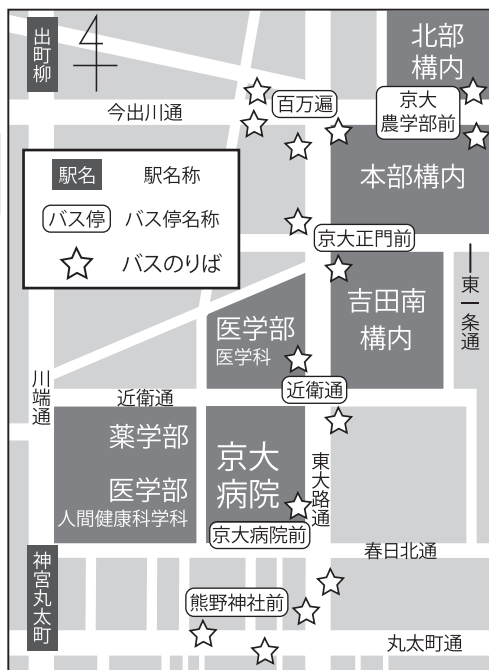 出町柳
今出川通
百万遍
北部
構内
京大
農学部前
本部構内
駅名 駅名称
バス停 バス停名称
バスのりば
京大正門前
東一条通
吉田南
構内
医学部
医学科
川端通
近衛通
近衛通
薬学部
医学部
人間健康科学科
京大
病院
東大路通
京大病院前
春日北通
神宮丸太町
熊野神社前
丸太町通